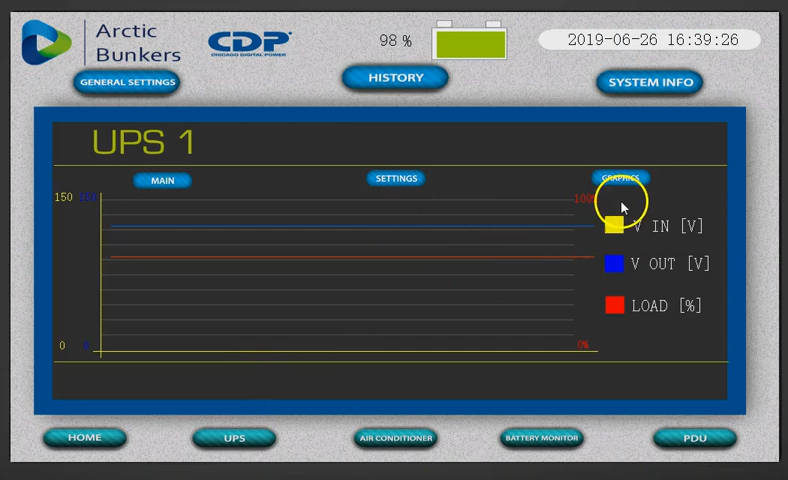 Arctic
Bunkers
CDP
CHICAGO DIGITAL POWER
98 %
2019-06-26 16:39:26
GENERAL SETTINGS
HISTORY
SYSTEM INFO
UPS 1
MAIN
SETTINGS
GRAPHICS
150
100%
V IN [V]
V OUT [V]
LOAD [%]
0 0
0%
HOME
UPS
AIR CONDITIONER
BATTERY MONITOR
PDU